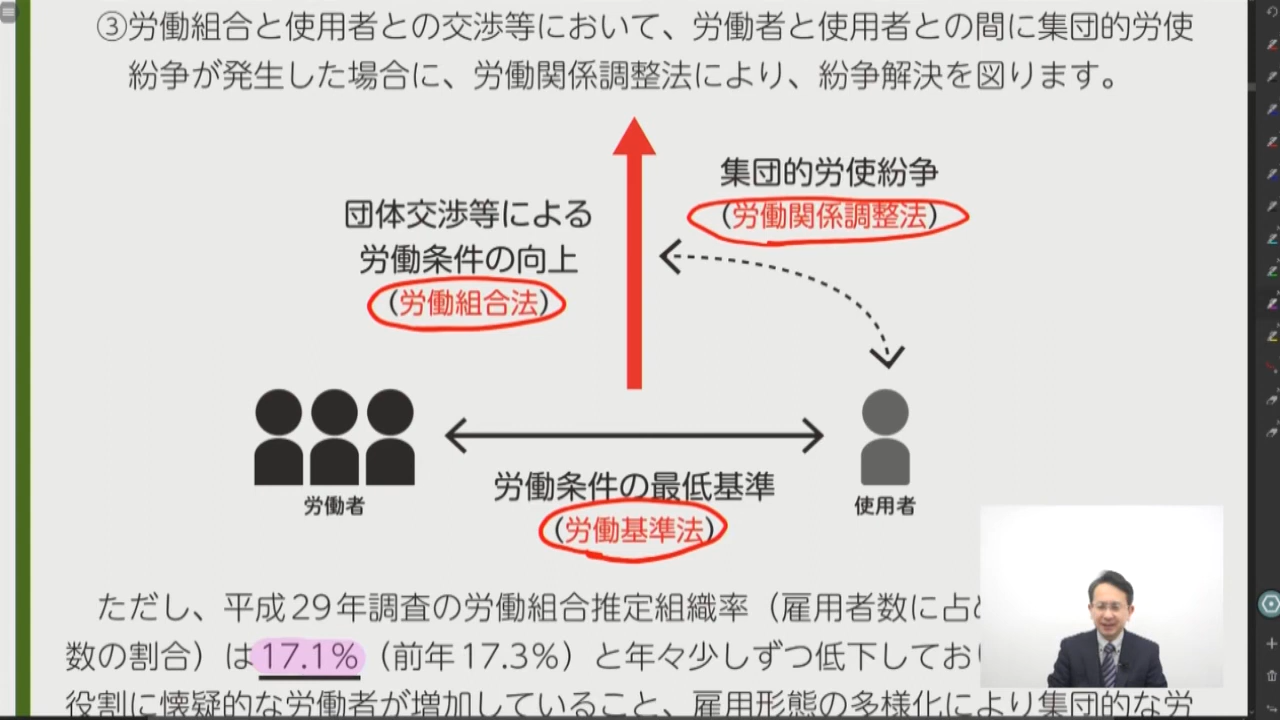 ③労働組合と使用者との交渉等において、労働者と使用者との間に集団的労使
紛争が発生した場合に、労働関係調整法により、紛争解決を図ります。
集団的労使紛争
(労働関係調整法)
団体交渉等による
労働条件の向上
(労働組合法)
労働者
使用者
労働条件の最低基準
(労働基準法)
ただし、平成29年調査の労働組合推定組織率（雇用者数に占め
数の割合）は17.1%（前年17.3%）と年々少しずつ低下しており
役割に懐疑的な労働者が増加していること、雇用形態の多様化により集団的な労